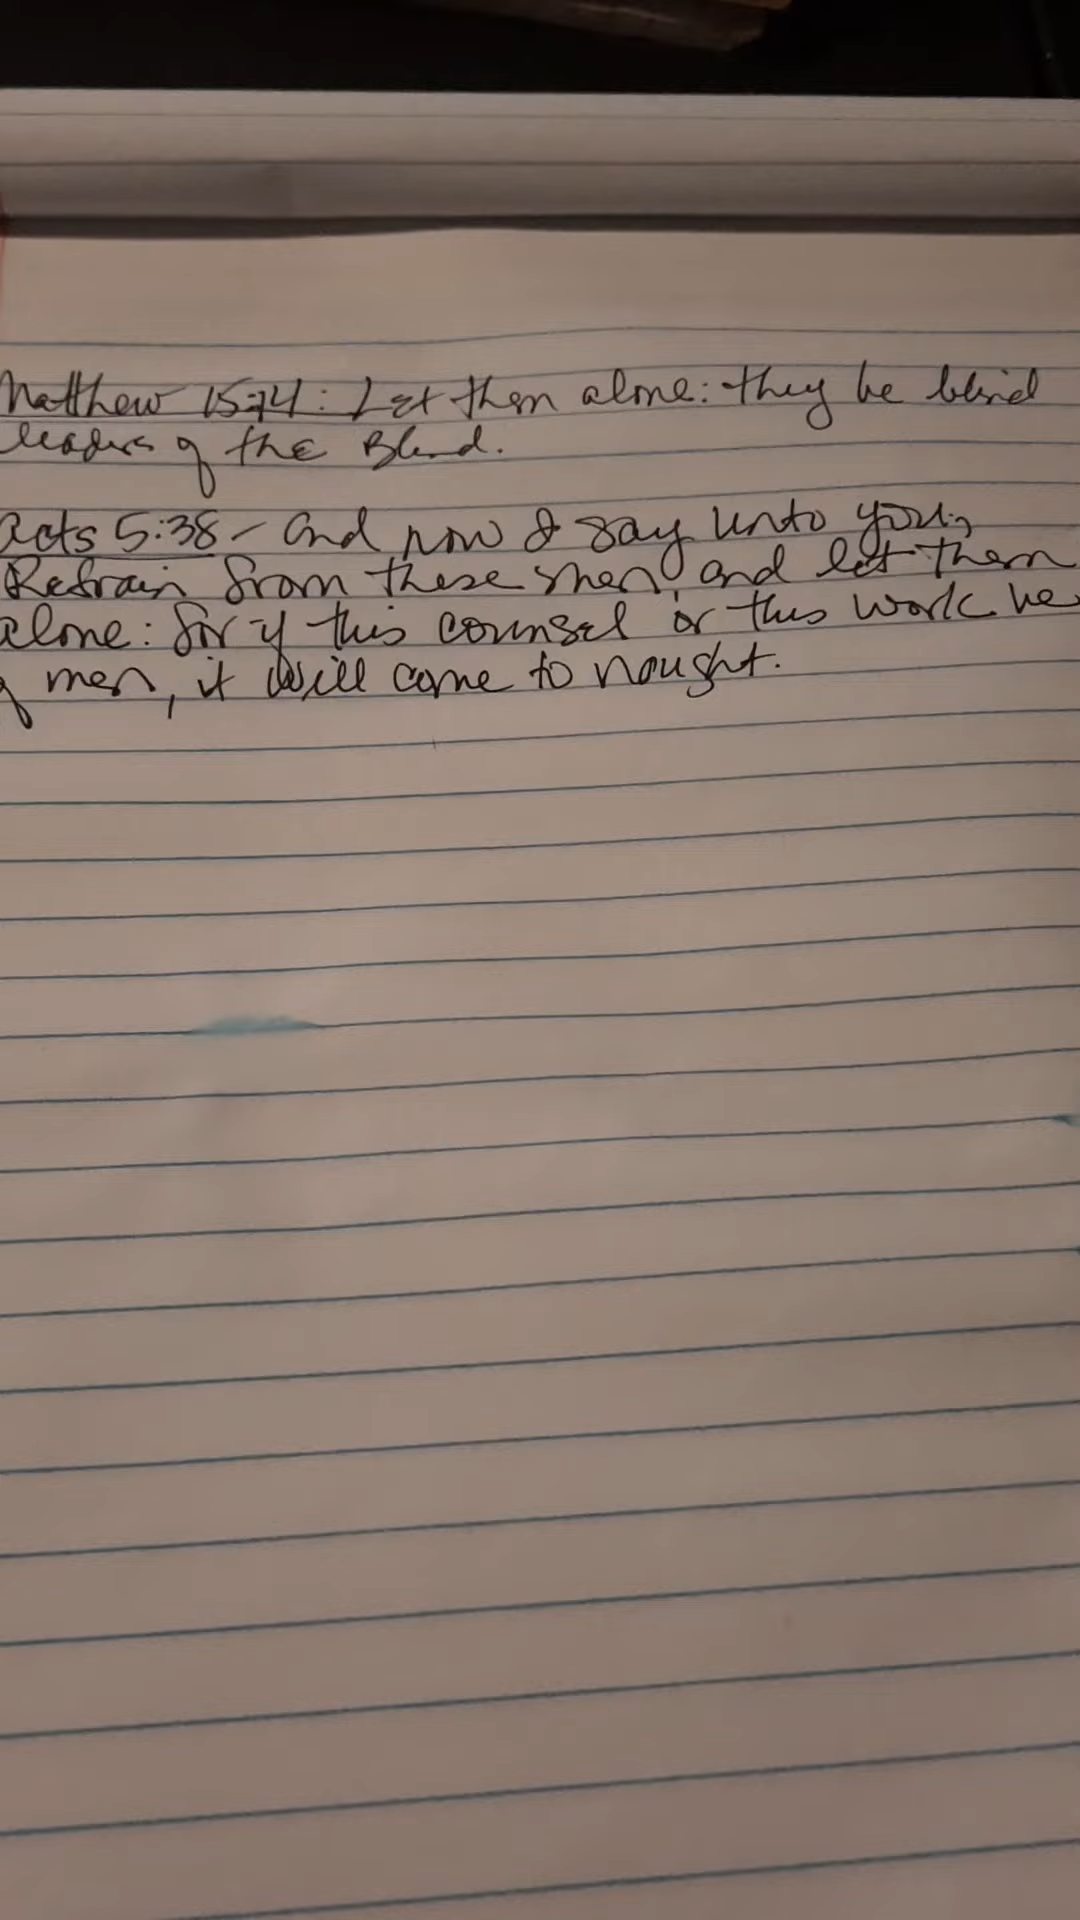 Matthew 15:14: Let them alone: they be blind
leaders of the Blind.
Acts 5:38 - And now I say unto you,
Refrain from these men, and let them
alone: for if this counsel or this work be
of men, it will come to nought.